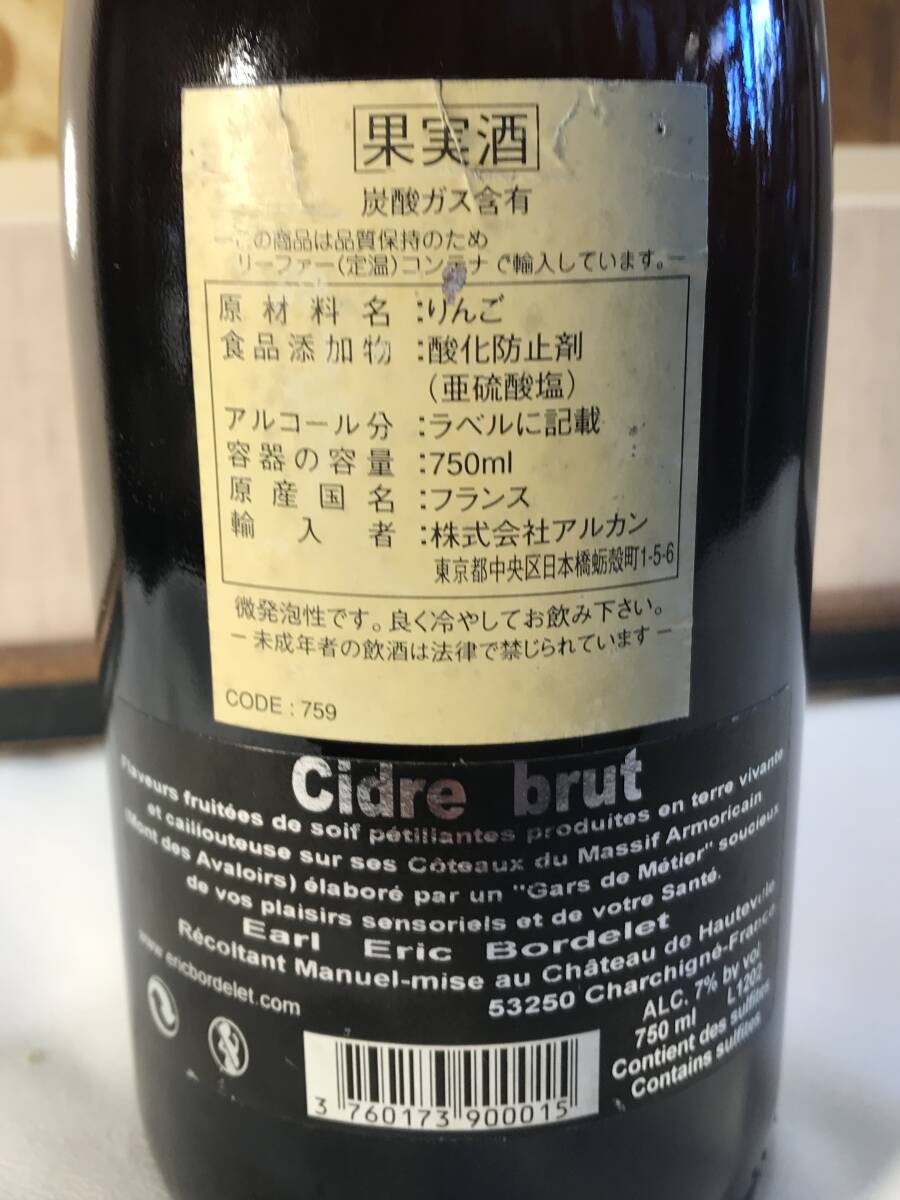 果実酒
炭酸ガス含有
この商品は品質保持のため
リーファー(定温)コンテナで輸入しています。
原材料名:りんご
食品添加物:酸化防止剤
(亜硫酸塩)
アルコール分:ラベルに記載
容器の容量:750ml
原産国名:フランス
輸入者:株式会社アルカン
東京都中央区日本橋蛎殻町1-5-6
微発泡性です。良く冷やしてお飲み下さい。
未成年者の飲酒は法律で禁じられています
CODE : 759
Cidre brut
Flaveurs fruitées de soif pétillantes produites en terre vivante
et caillouteuse sur ses Côteaux du Massif Armoricain
(Mont des Avaloirs) élaboré par un "Gars de Métier" soucieux
de vos plaisirs sensoriels et de votre Santé.
Earl Eric Bordelet
Récoltant Manuel-mise au Château de Hauteville
53250 Charchigné-France
www.ericbordelet.com
ALC. 7% by vol
750 ml L1202
Contient des sulfites
Contains sulfites
3 760173 900015